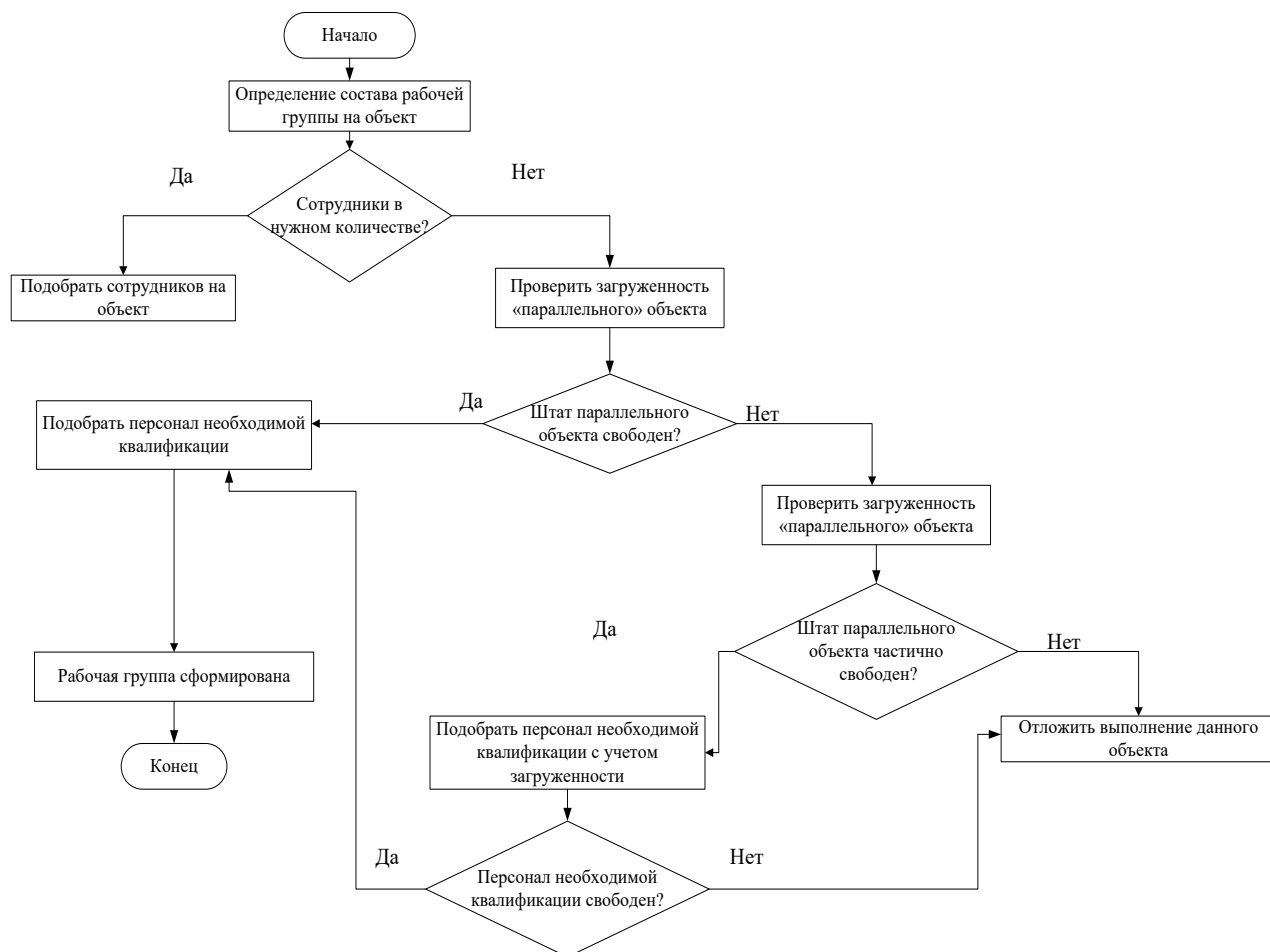 Начало
Определение состава рабочей
группы на объект
Да
Нет
Сотрудники в
нужном количестве?
Подобрать сотрудников на
объект
Проверить загруженность
«параллельного» объекта
Да
Штат параллельного
объекта свободен?
Нет
Подобрать персонал необходимой
квалификации
Проверить загруженность
«параллельного» объекта
Да
Штат параллельного
объекта частично
свободен?
Нет
Рабочая группа сформирована
Подобрать персонал необходимой
квалификации с учетом
загруженности
Отложить выполнение данного
объекта
Конец
Да
Нет
Персонал необходимой
квалификации свободен?